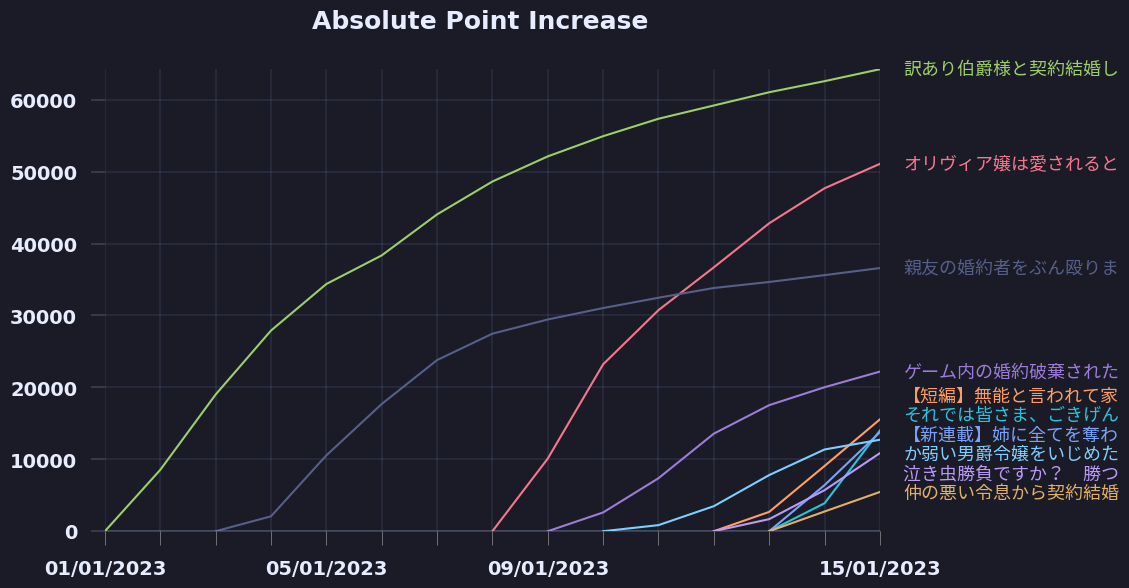 Absolute Point Increase
60000
50000
40000
30000
20000
10000
0
01/01/2023
05/01/2023
09/01/2023
15/01/2023
訳あり伯爵様と契約結婚し
オリヴィア嬢は愛されると
親友の婚約者をぶん殴りま
ゲーム内の婚約破棄された
【短編】無能と言われて家
それでは皆さま、ごきげん
【新連載】姉に全てを奪わ
か弱い男爵令嬢をいじめた
泣き虫勝負ですか？　勝つ
仲の悪い令息から契約結婚